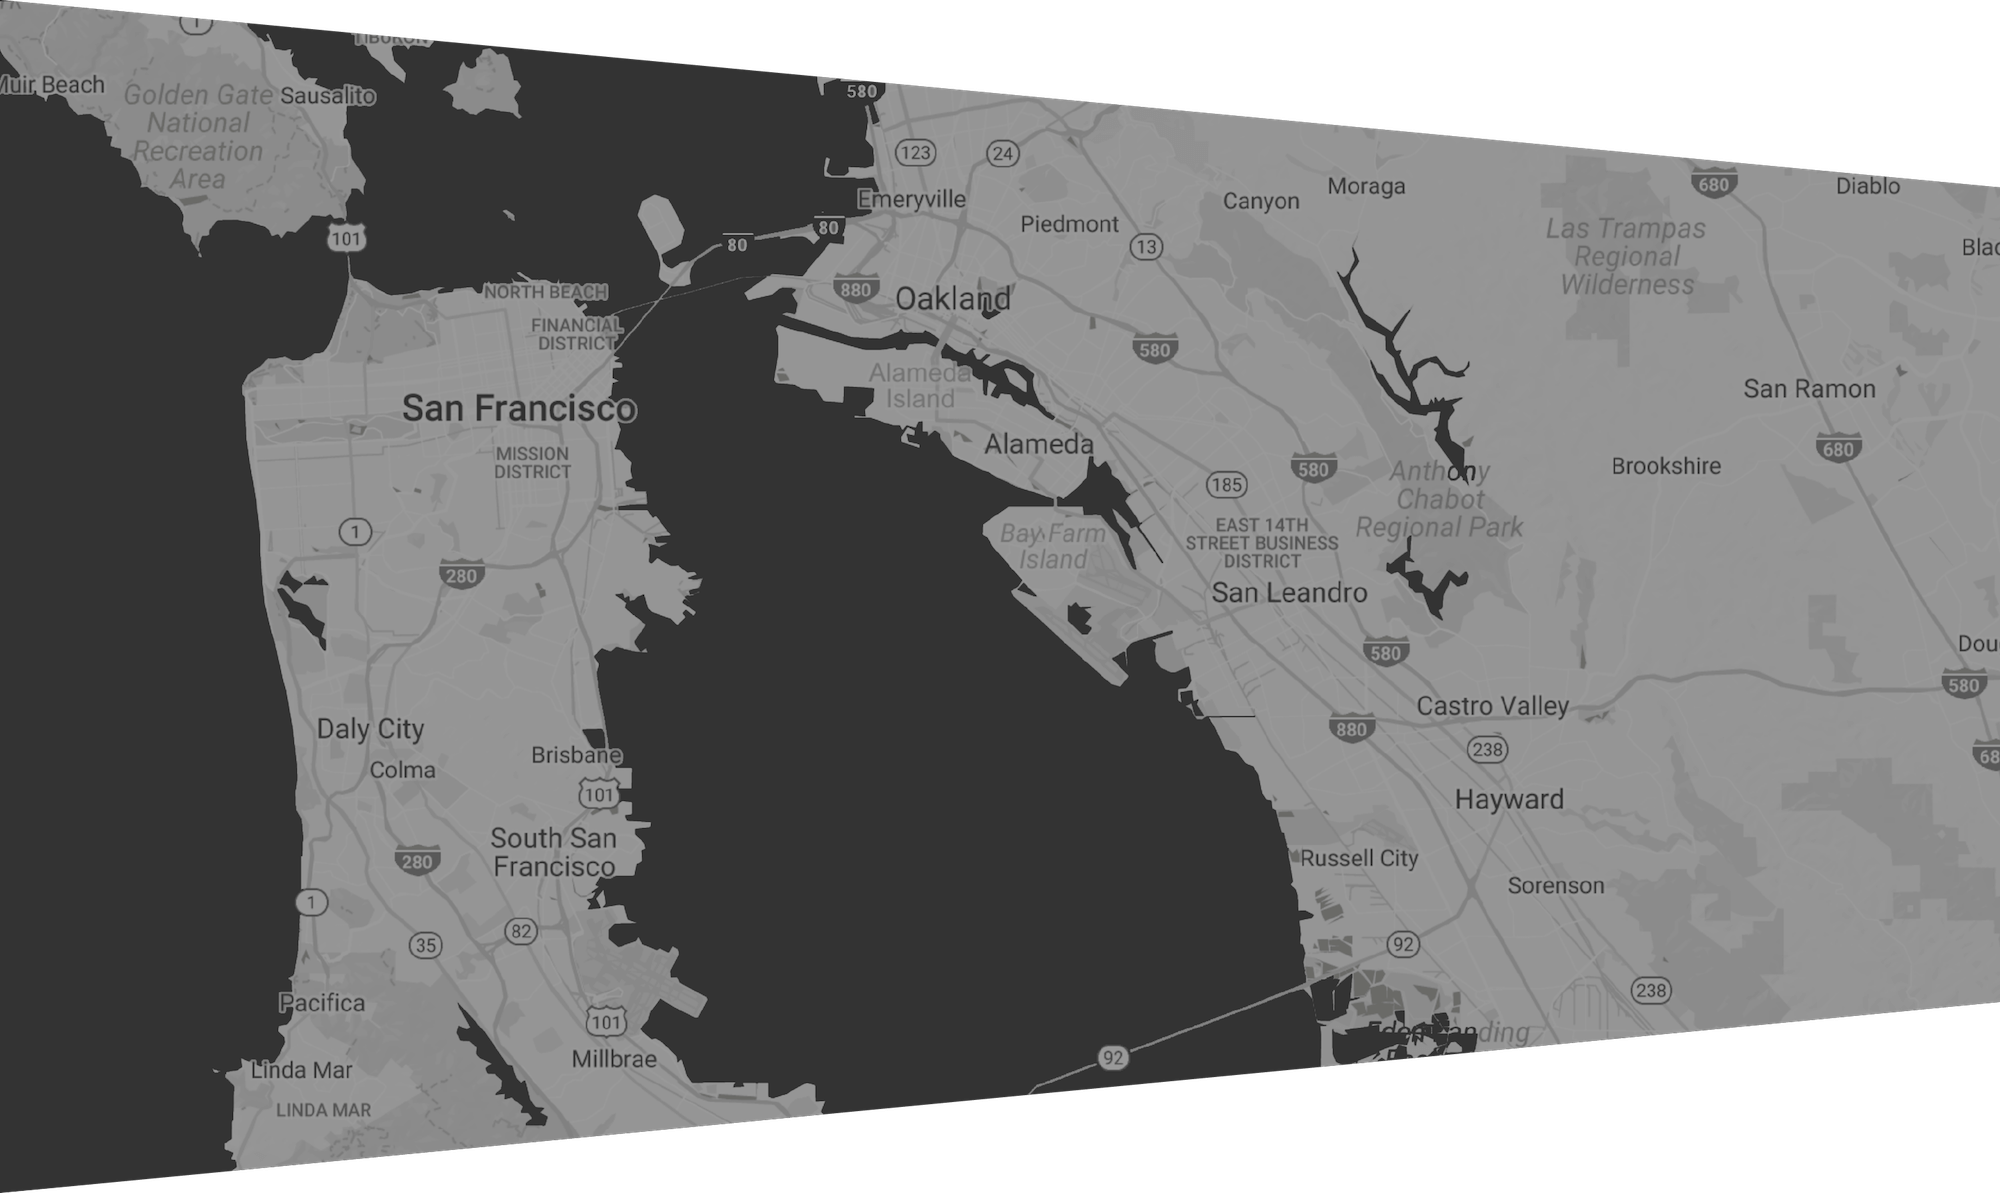 1
TIBURON
Muir Beach
Golden Gate
National
Recreation
Area
Sausalito
580
123
24
Emeryville
Piedmont
13
Canyon
Moraga
680
Diablo
Las Trampas
Regional
Wilderness
101
80
80
880
Oakland
NORTH BEACH
FINANCIAL
DISTRICT
580
Alameda
Island
San Francisco
San Ramon
MISSION
DISTRICT
Alameda
580
185
680
Brookshire
Anthony
Chabot
Regional Park
1
280
Bay Farm
Island
EAST 14TH
STREET BUSINESS
DISTRICT
San Leandro
580
580
Daly City
Colma
Brisbane
101
880
Castro Valley
238
68
Hayward
South San
Francisco
280
Russell City
Sorenson
1
35
82
92
238
Pacifica
101
Millbrae
92
Eden Landing
Linda Mar
LINDA MAR